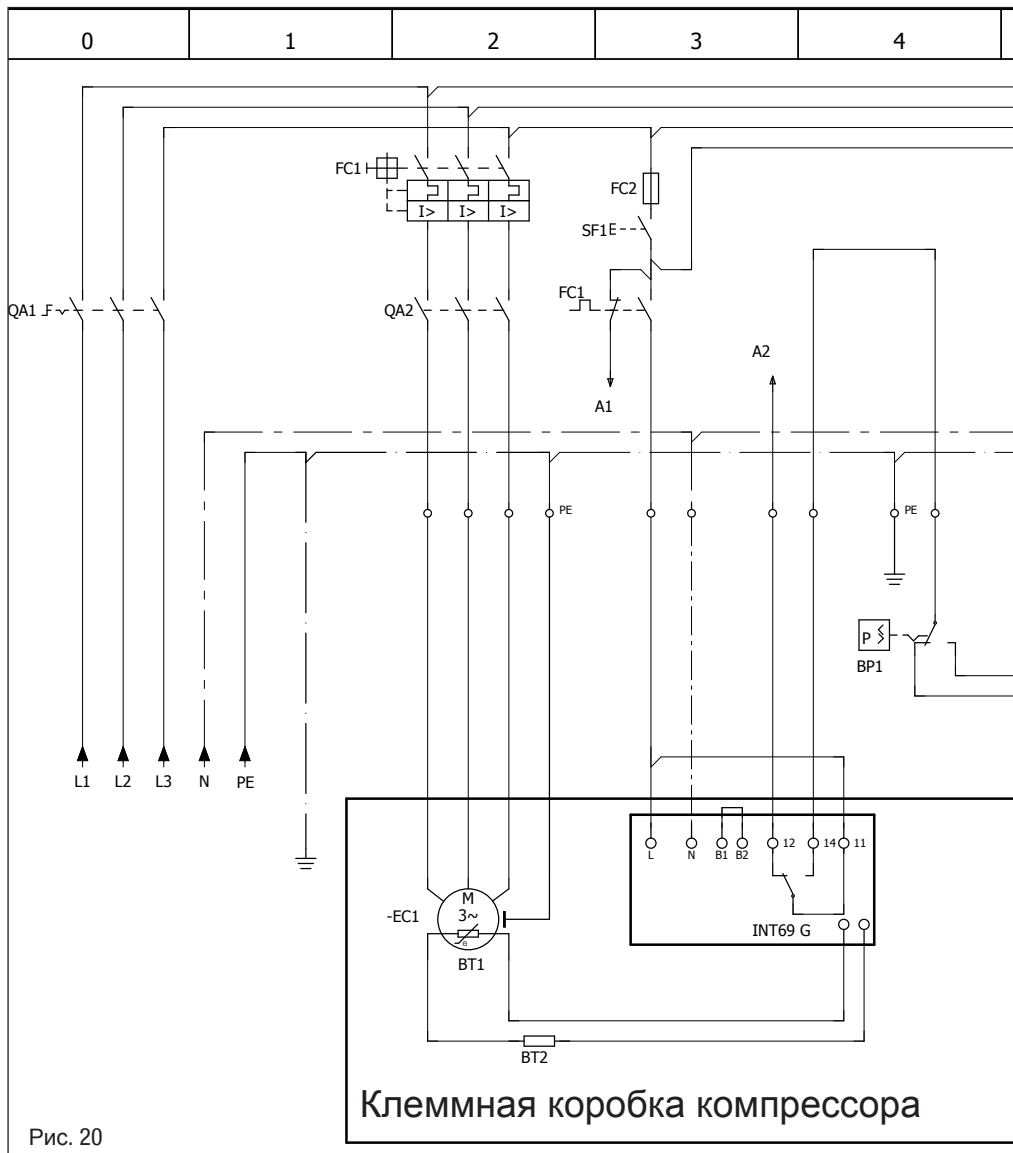 0 1 2 3 4
FC1
I> I> I>
FC2
SF1E
QA1
QA2
FC1
A2
A1
PE
PE
P
BP1
L1 L2 L3 N PE
L N B1 B2 12 14 11
-EC1
M
3~
θ
INT69 G
BT1
BT2
Клеммная коробка компрессора
Рис. 20